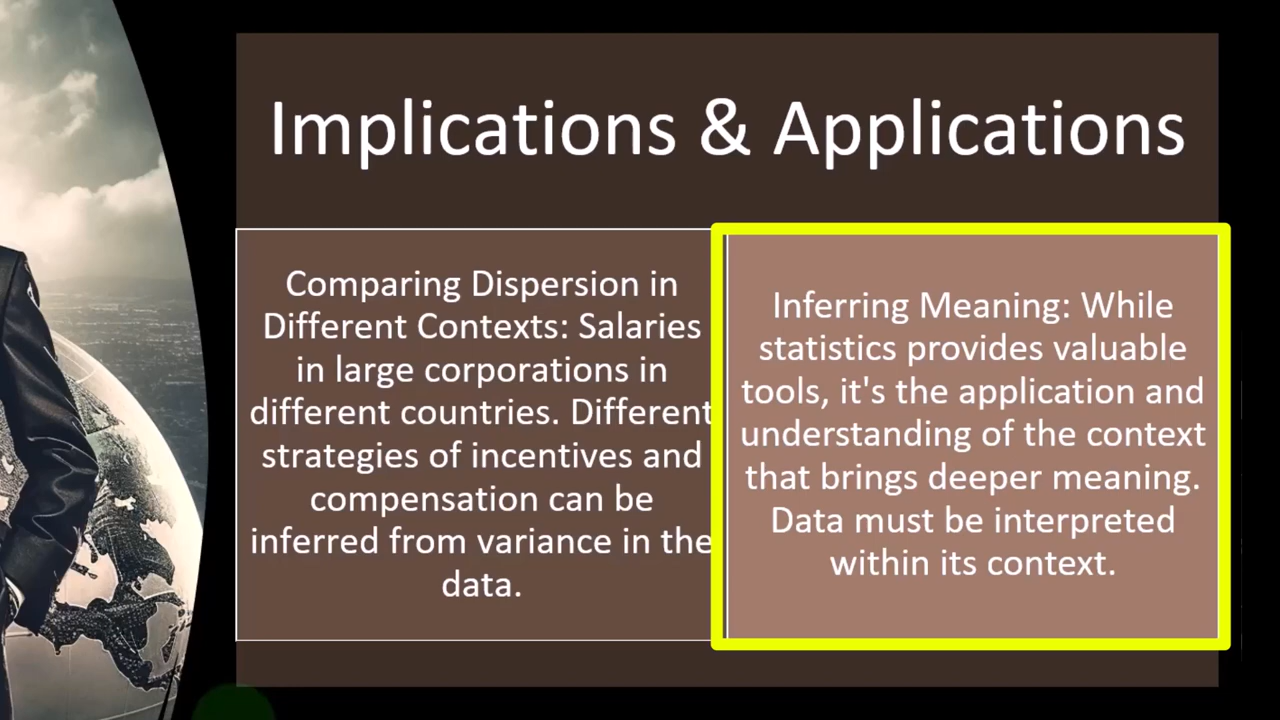 Implications & Applications
Comparing Dispersion in
Different Contexts: Salaries
in large corporations in
different countries. Different
strategies of incentives and
compensation can be
inferred from variance in the
data.
Inferring Meaning: While
statistics provides valuable
tools, it's the application and
understanding of the context
that brings deeper meaning.
Data must be interpreted
within its context.